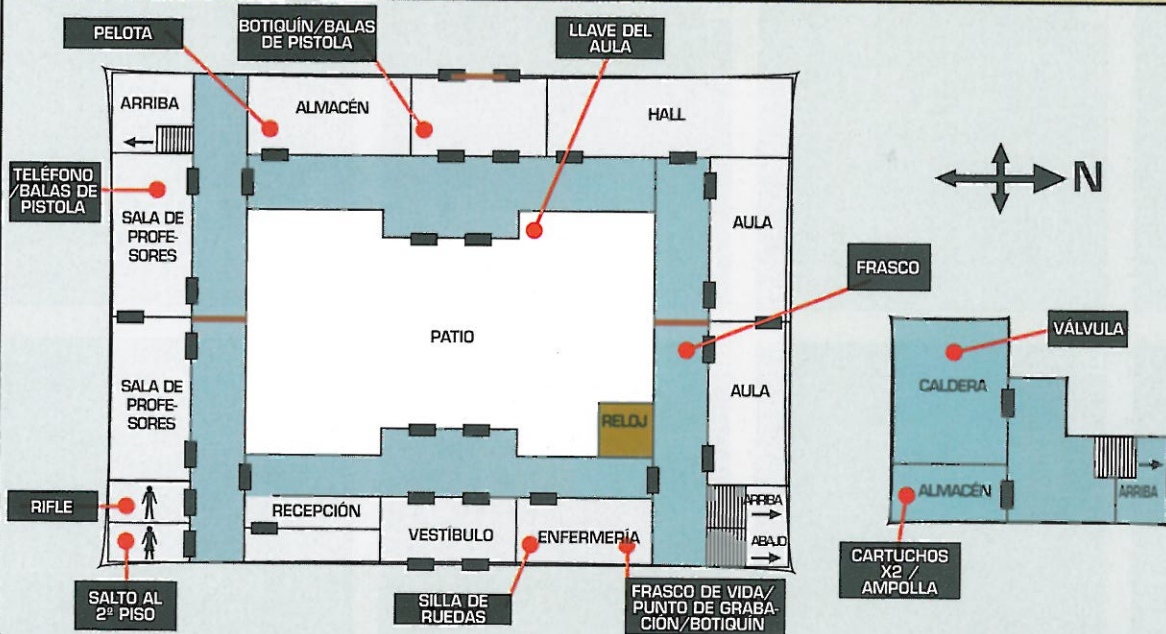 PELOTA
BOTIQUÍN/BALAS
DE PISTOLA
LLAVE DEL
AULA
ARRIBA
ALMACÉN
HALL
TELÉFONO
/BALAS DE
PISTOLA
SALA DE
PROFE-
SORES
AULA
N
FRASCO
PATIO
VÁLVULA
CALDERA
SALA DE
PROFE-
SORES
AULA
RELOJ
RIFLE
RECEPCIÓN
VESTÍBULO
ENFERMERÍA
ARRIBA
ABAJO
ALMACÉN
ARRIBA
SALTO AL
2º PISO
SILLA DE
RUEDAS
FRASCO DE VIDA/
PUNTO DE GRABA-
CIÓN/BOTIQUÍN
CARTUCHOS
X2 /
AMPOLLA